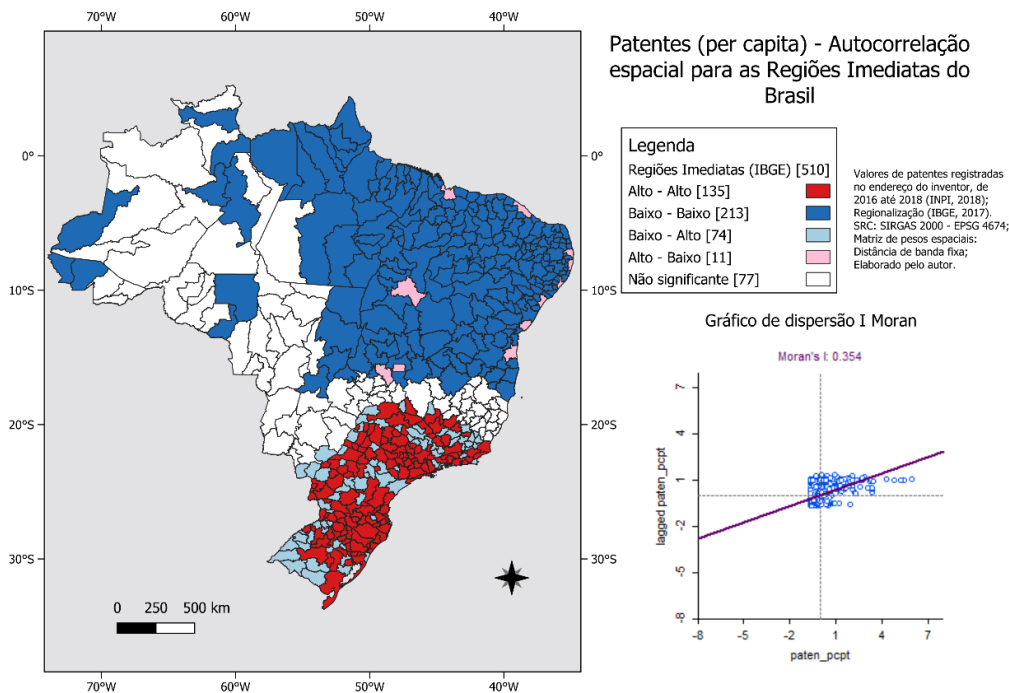 70°W 60°W 50°W 40°W
0°
10°S
20°S
30°S
0°
10°S
20°S
30°S
0 250 500 km
70°W 60°W 50°W 40°W
Patentes (per capita) - Autocorrelação
espacial para as Regiões Imediatas do
Brasil
Legenda
Regiões Imediatas (IBGE) [510]
Alto - Alto [135]
Baixo - Baixo [213]
Baixo - Alto [74]
Alto - Baixo [11]
Não significante [77]
Valores de patentes registradas
no endereço do inventor, de
2016 até 2018 (INPI, 2018);
Regionalização (IBGE, 2017).
SRC: SIRGAS 2000 - EPSG 4674;
Matriz de pesos espaciais:
Distância de banda fixa;
Elaborado pelo autor.
Gráfico de dispersão I Moran
Moran's I: 0.354
lagged paten_pcpt
7
4
1
-2
-5
-8
-8 -5 -2 1 4 7
paten_pcpt